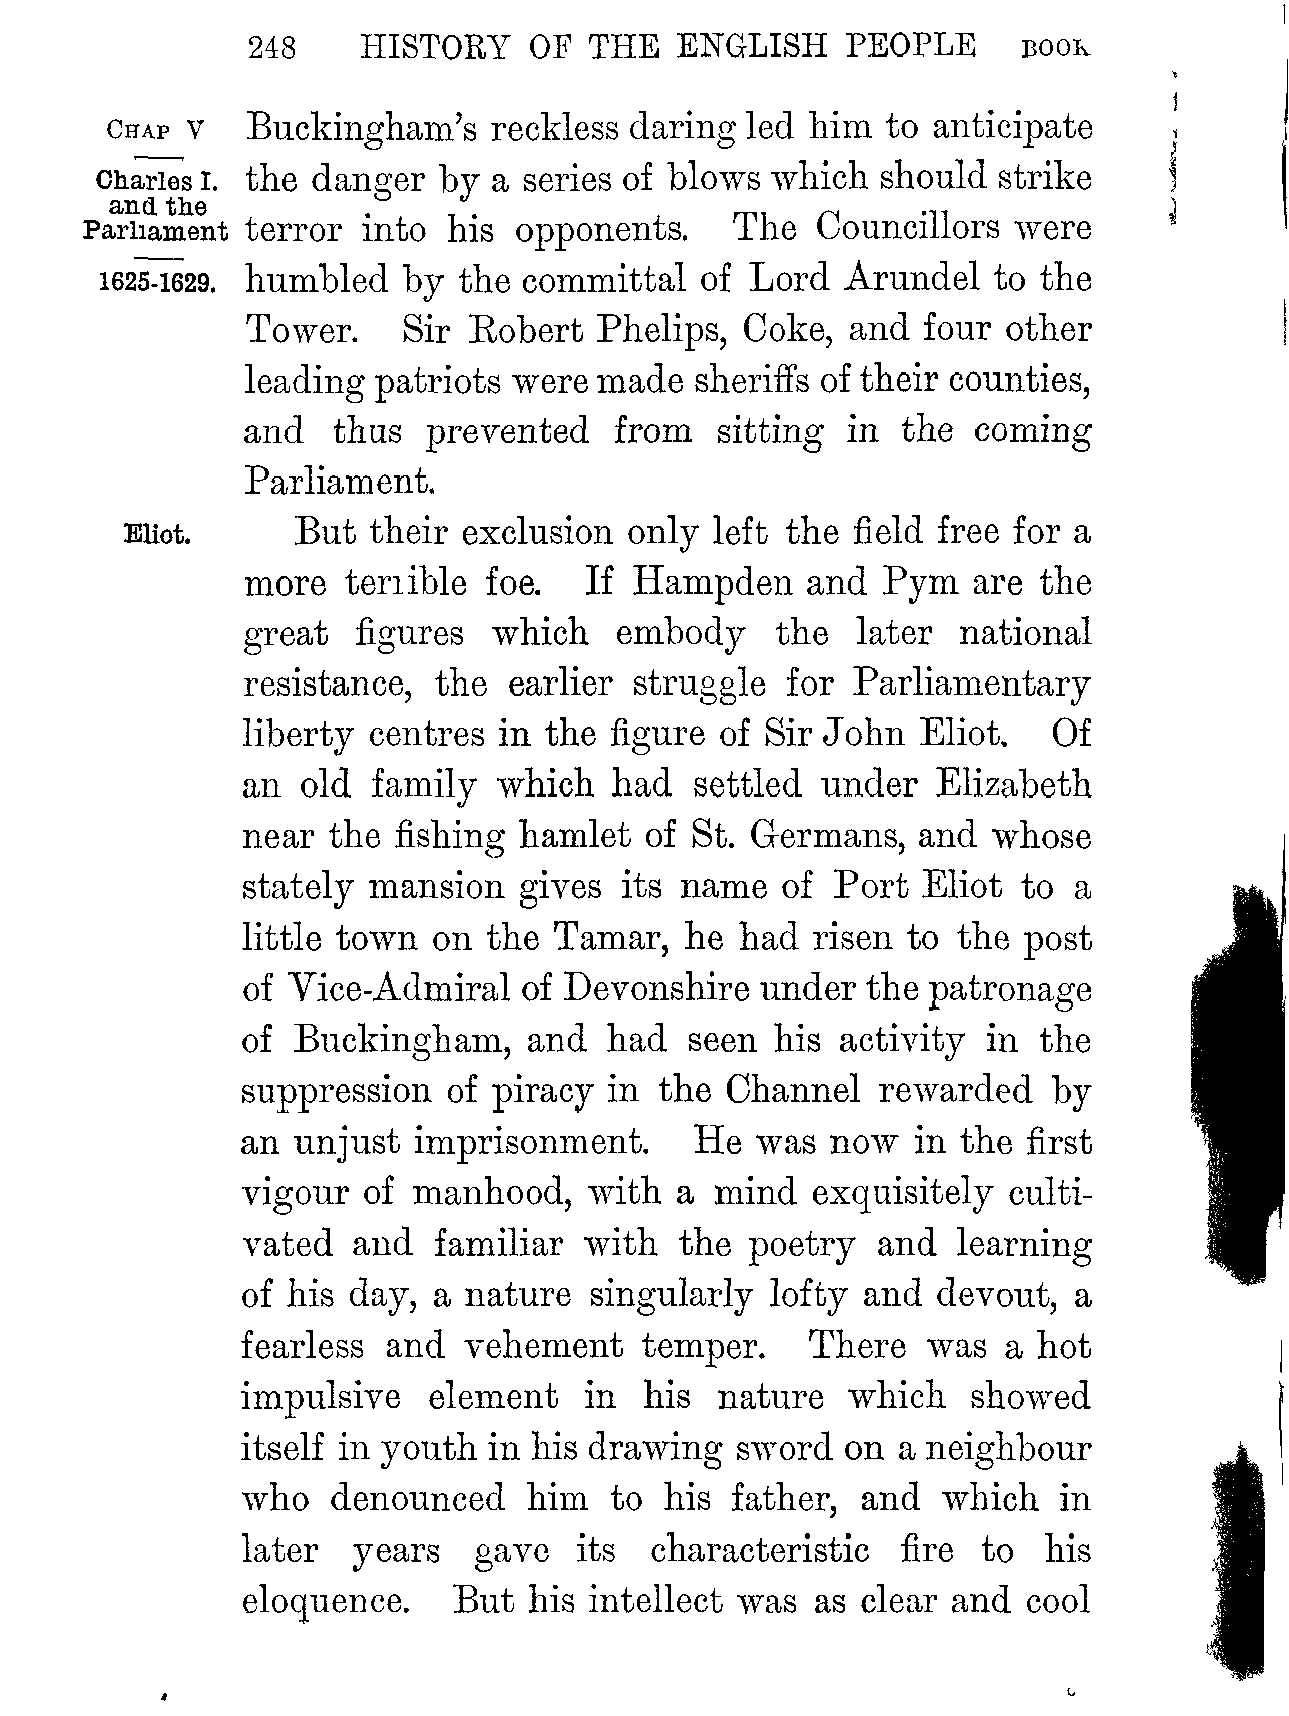 248 HISTORY OF THE ENGLISH PEOPLE BOOK
CHAP V
Charles I.
and the
Parliament
1625-1629.
Buckingham's reckless daring led him to anticipate
the danger by a series of blows which should strike
terror into his opponents. The Councillors were
humbled by the committal of Lord Arundel to the
Tower. Sir Robert Phelips, Coke, and four other
leading patriots were made sheriffs of their counties,
and thus prevented from sitting in the coming
Parliament.
Eliot.
But their exclusion only left the field free for a
more terrible foe. If Hampden and Pym are the
great figures which embody the later national
resistance, the earlier struggle for Parliamentary
liberty centres in the figure of Sir John Eliot. Of
an old family which had settled under Elizabeth
near the fishing hamlet of St. Germans, and whose
stately mansion gives its name of Port Eliot to a
little town on the Tamar, he had risen to the post
of Vice-Admiral of Devonshire under the patronage
of Buckingham, and had seen his activity in the
suppression of piracy in the Channel rewarded by
an unjust imprisonment. He was now in the first
vigour of manhood, with a mind exquisitely culti-
vated and familiar with the poetry and learning
of his day, a nature singularly lofty and devout, a
fearless and vehement temper. There was a hot
impulsive element in his nature which showed
itself in youth in his drawing sword on a neighbour
who denounced him to his father, and which in
later years gave its characteristic fire to his
eloquence. But his intellect was as clear and cool